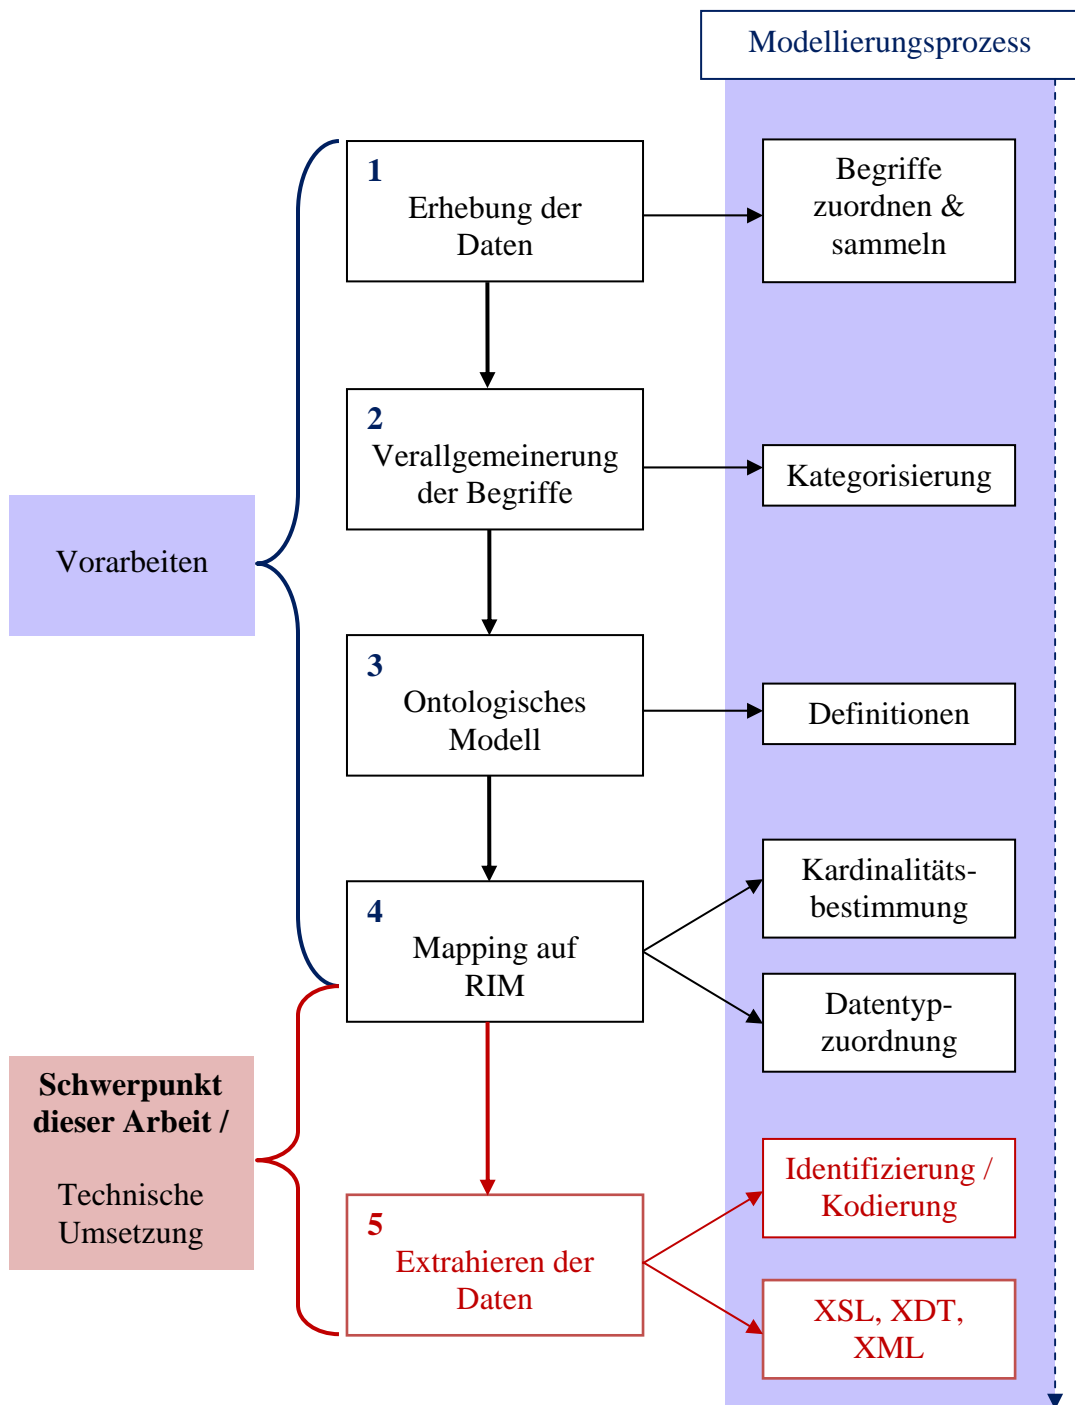 Modellierungsprozess
1
Erhebung der
Daten
Begriffe
zuordnen &
sammeln
2
Verallgemeinerung
der Begriffe
Kategorisierung
Vorarbeiten
3
Ontologisches
Modell
Definitionen
4
Mapping auf
RIM
Kardinalitäts-
bestimmung
Datentyp-
zuordnung
Schwerpunkt
dieser Arbeit /
Technische
Umsetzung
5
Extrahieren der
Daten
Identifizierung /
Kodierung
XSL, XDT,
XML